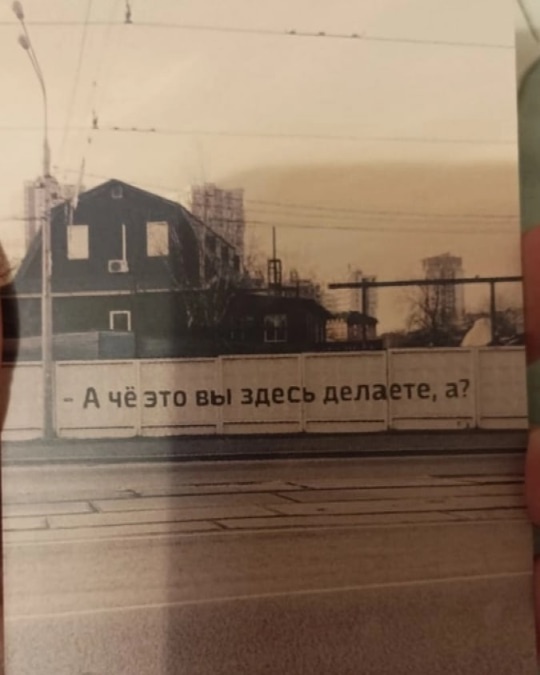 - А чё это вы здесь делаете, а?